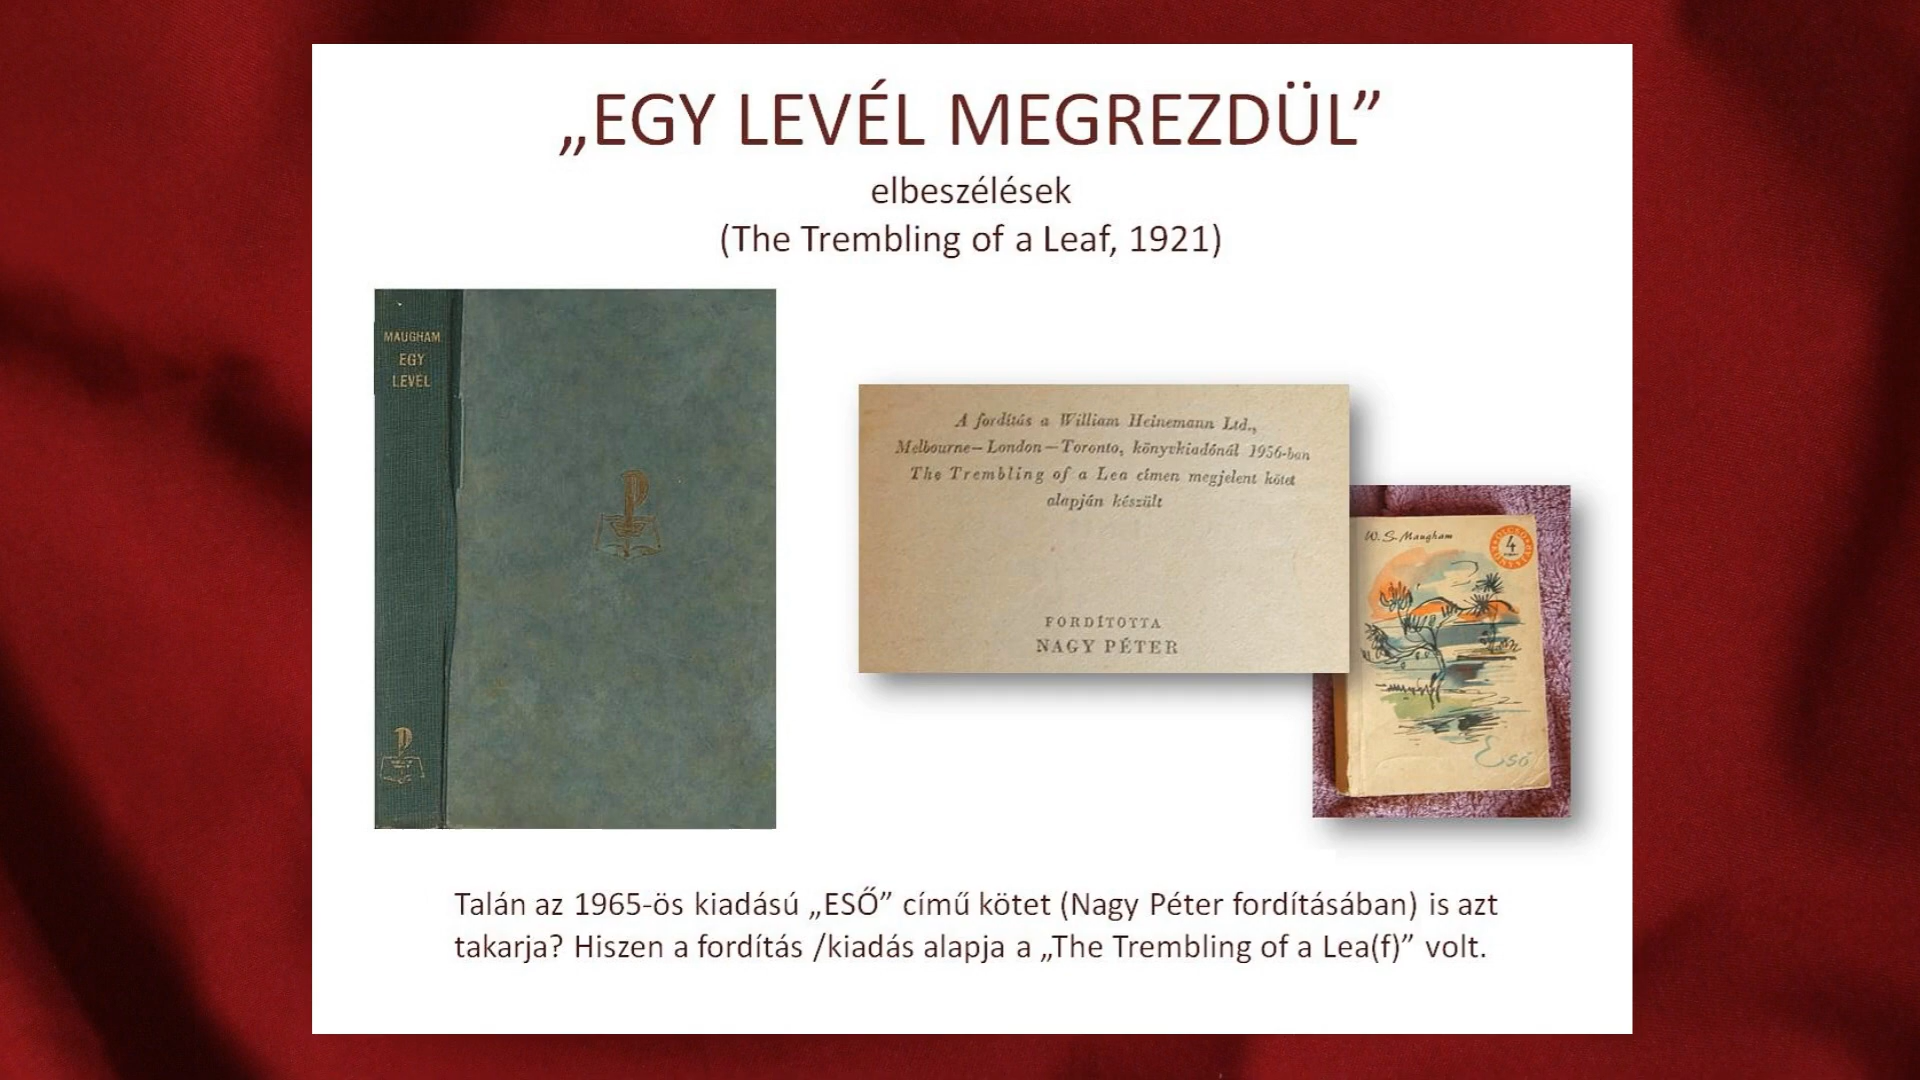 „EGY LEVÉL MEGREZDÜL”
elbeszélések
(The Trembling of a Leaf, 1921)
MAUGHAM
EGY
LEVÉL
A fordítás a William Heinemann Ltd.,
Melbourne—London—Toronto, könyvkiadónál 1956-ban
The Trembling of a Lea címen megjelent kötet
alapján készült
FORDÍTOTTA
NAGY PÉTER
W. S. Maugham
4
Eső
Talán az 1965-ös kiadású „ESŐ” című kötet (Nagy Péter fordításában) is azt
takarja? Hiszen a fordítás /kiadás alapja a „The Trembling of a Lea(f)” volt.